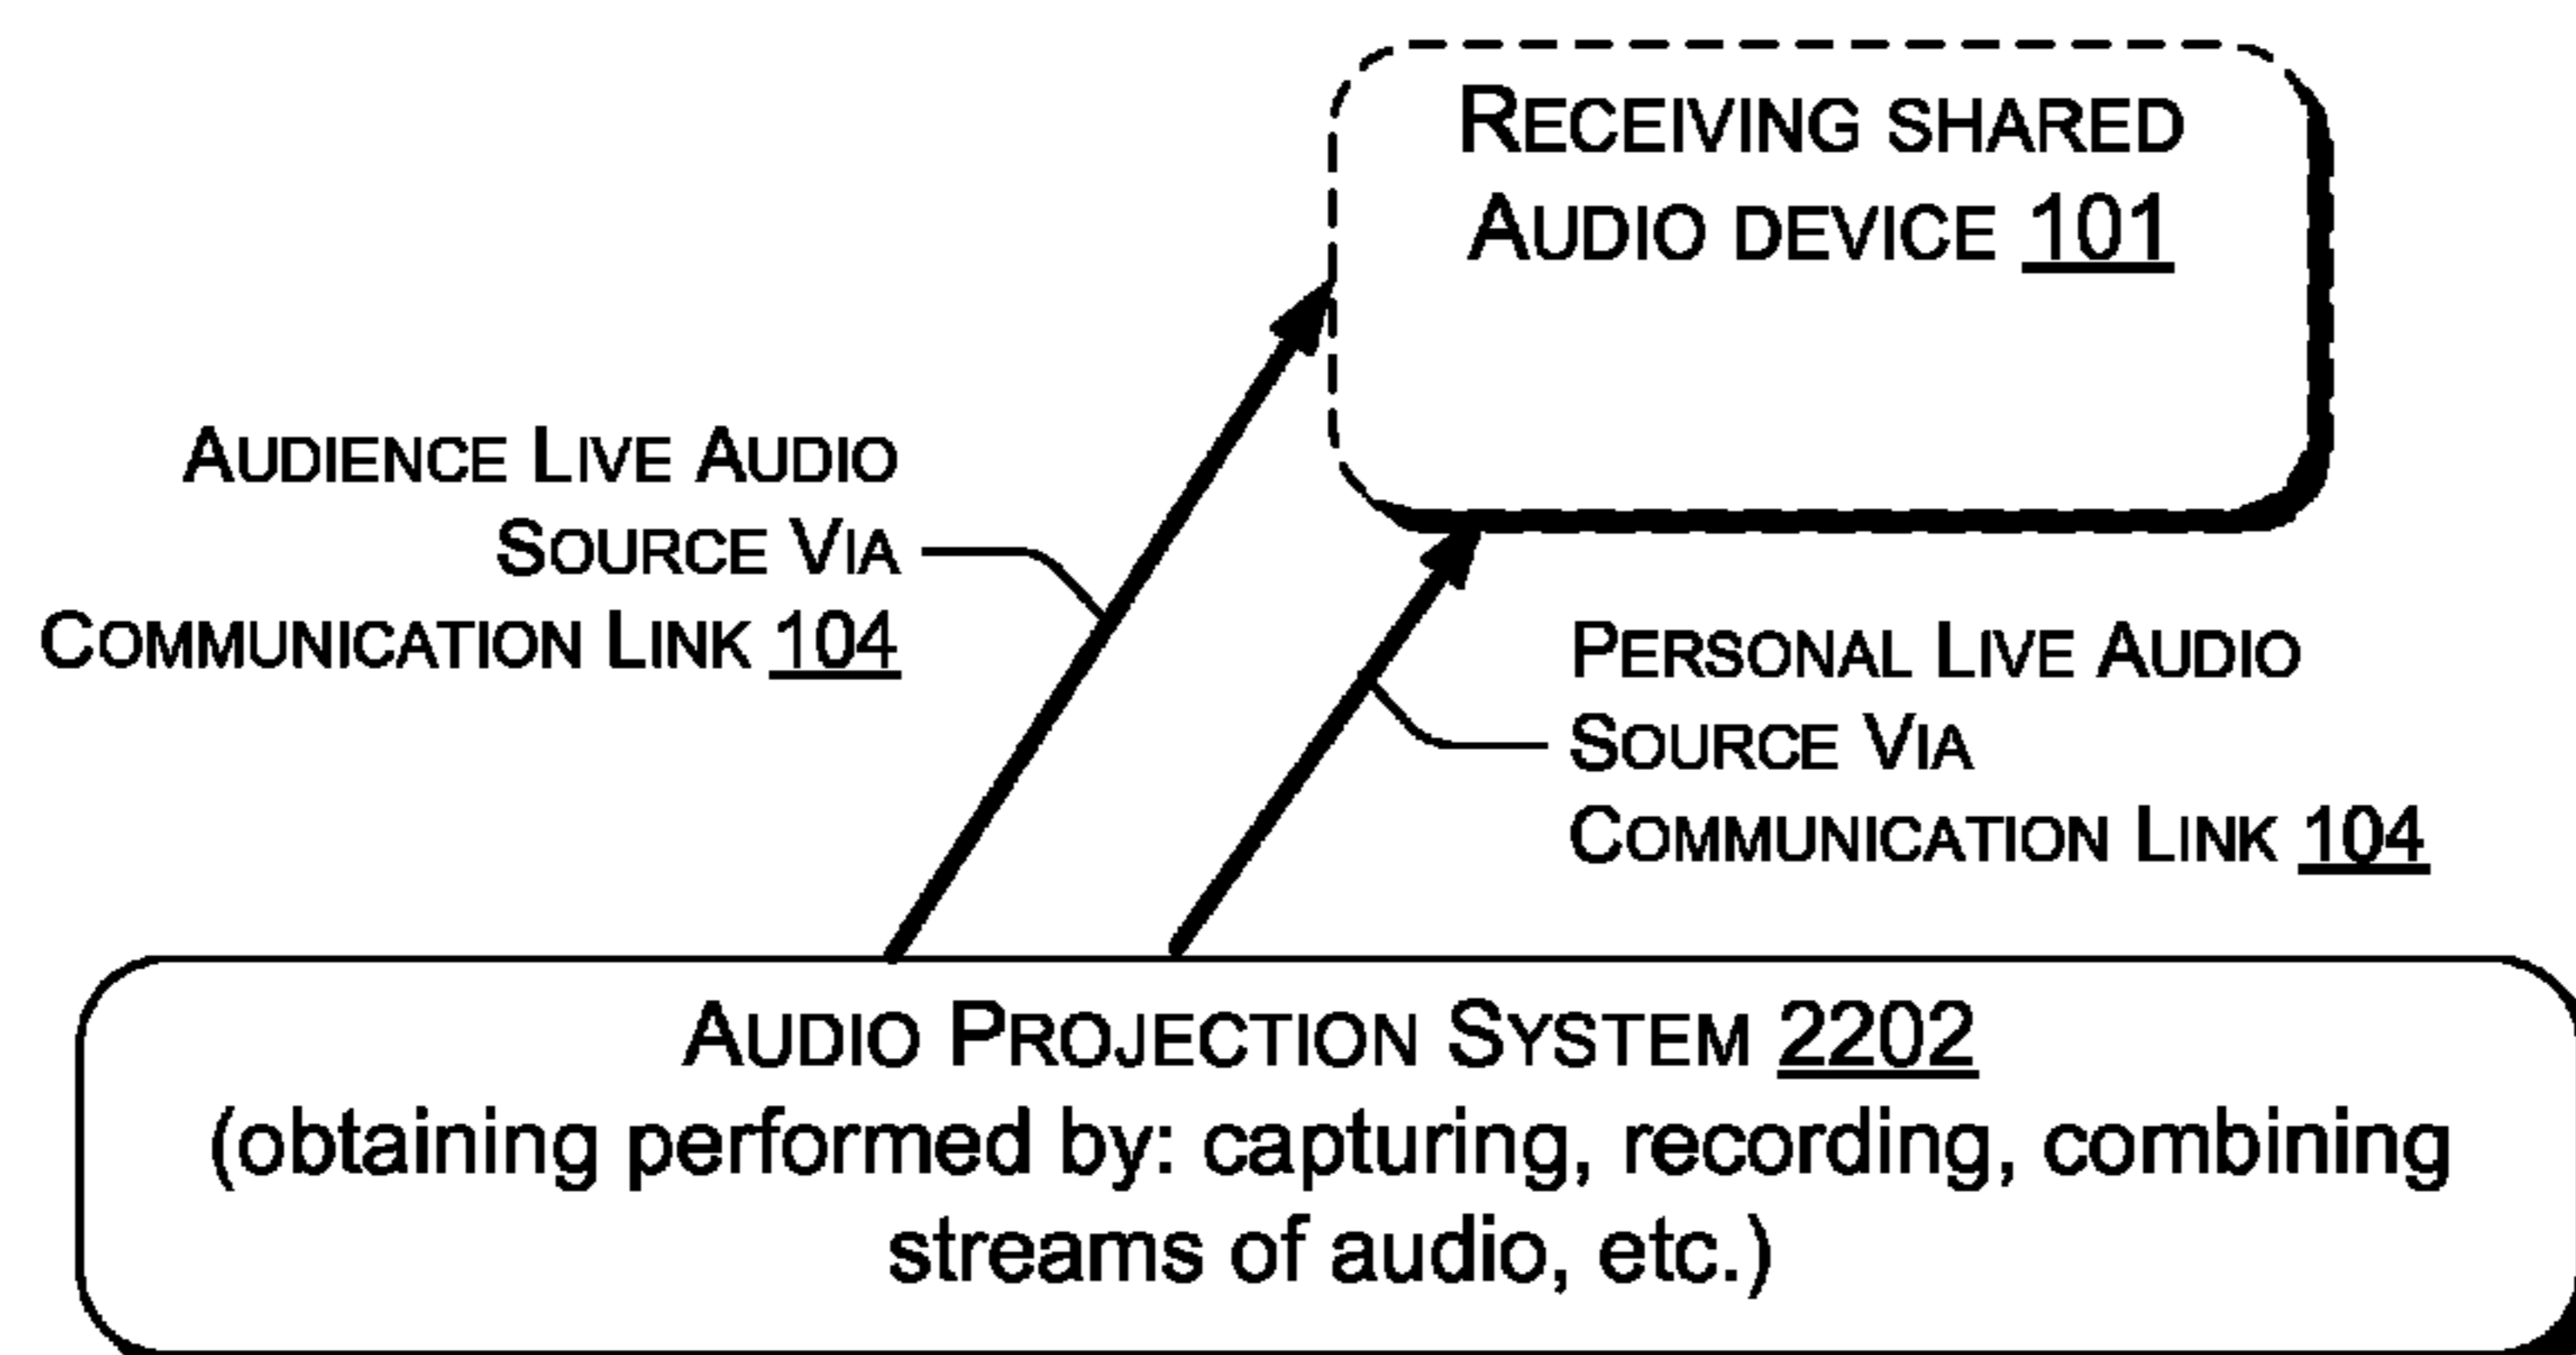 RECEIVING SHARED
AUDIO DEVICE 101
AUDIENCE LIVE AUDIO
SOURCE VIA
COMMUNICATION LINK 104
PERSONAL LIVE AUDIO
SOURCE VIA
COMMUNICATION LINK 104
AUDIO PROJECTION SYSTEM 2202
(obtaining performed by: capturing, recording, combining
streams of audio, etc.)